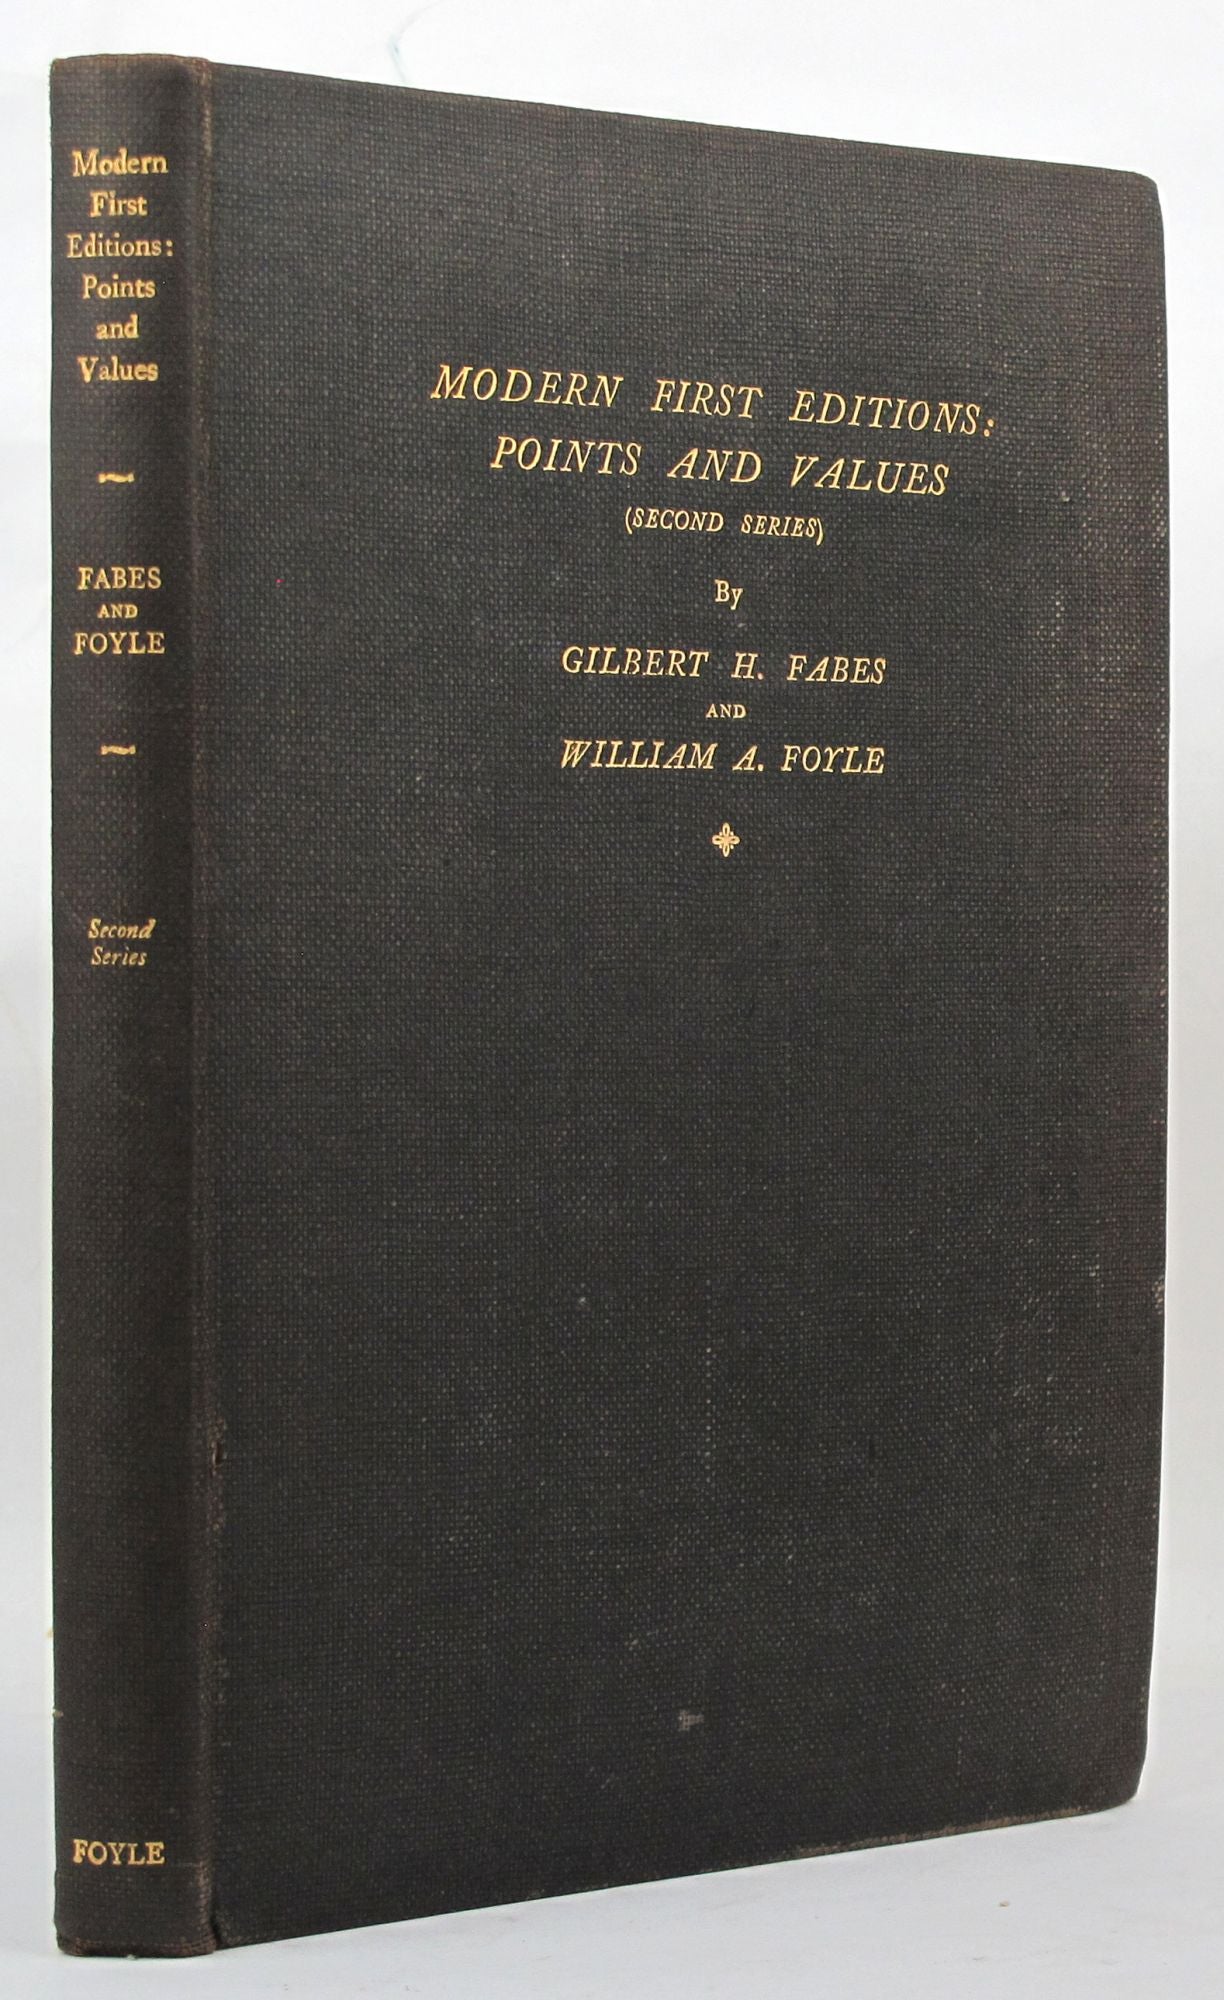 Modern
First
Editions:
Points
and
Values
FABES
AND
FOYLE
Second
Series
FOYLE
MODERN FIRST EDITIONS:
POINTS AND VALUES
(SECOND SERIES)
By
GILBERT H. FABES
AND
WILLIAM A. FOYLE